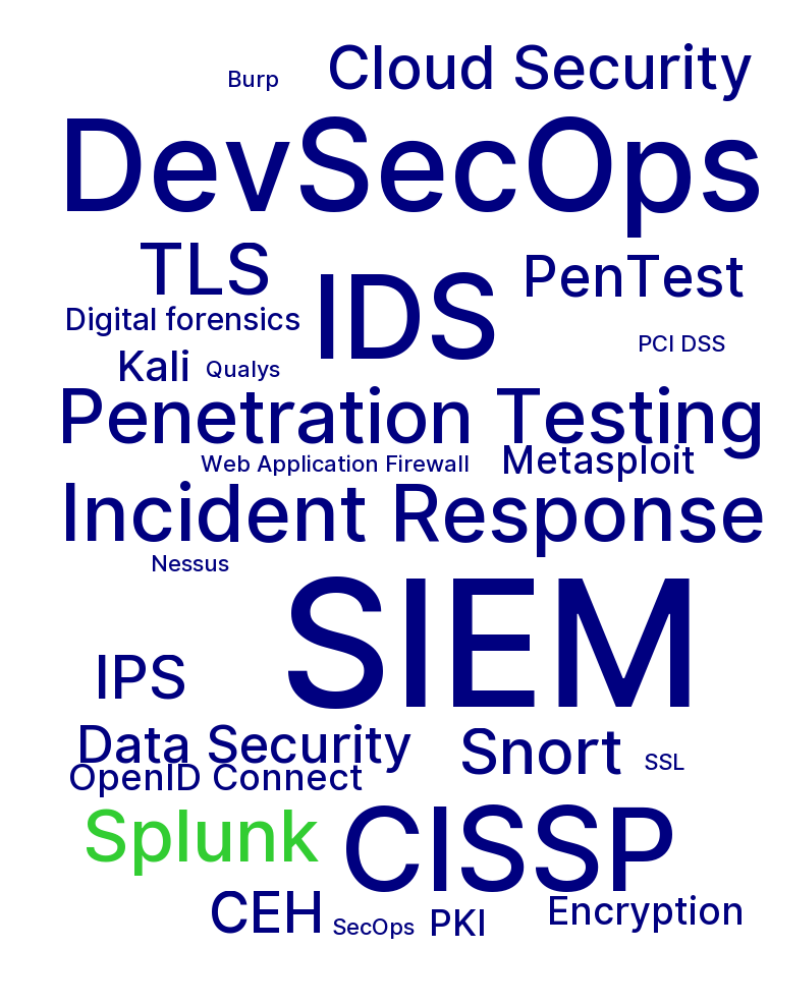 Burp
Cloud Security
DevSecOps
TLS
PenTest
IDS
Digital forensics
PCI DSS
Kali
Qualys
Penetration Testing
Web Application Firewall
Metasploit
Incident Response
Nessus
SIEM
IPS
Data Security
Snort
SSL
OpenID Connect
Splunk
CISSP
CEH
SecOps
PKI
Encryption